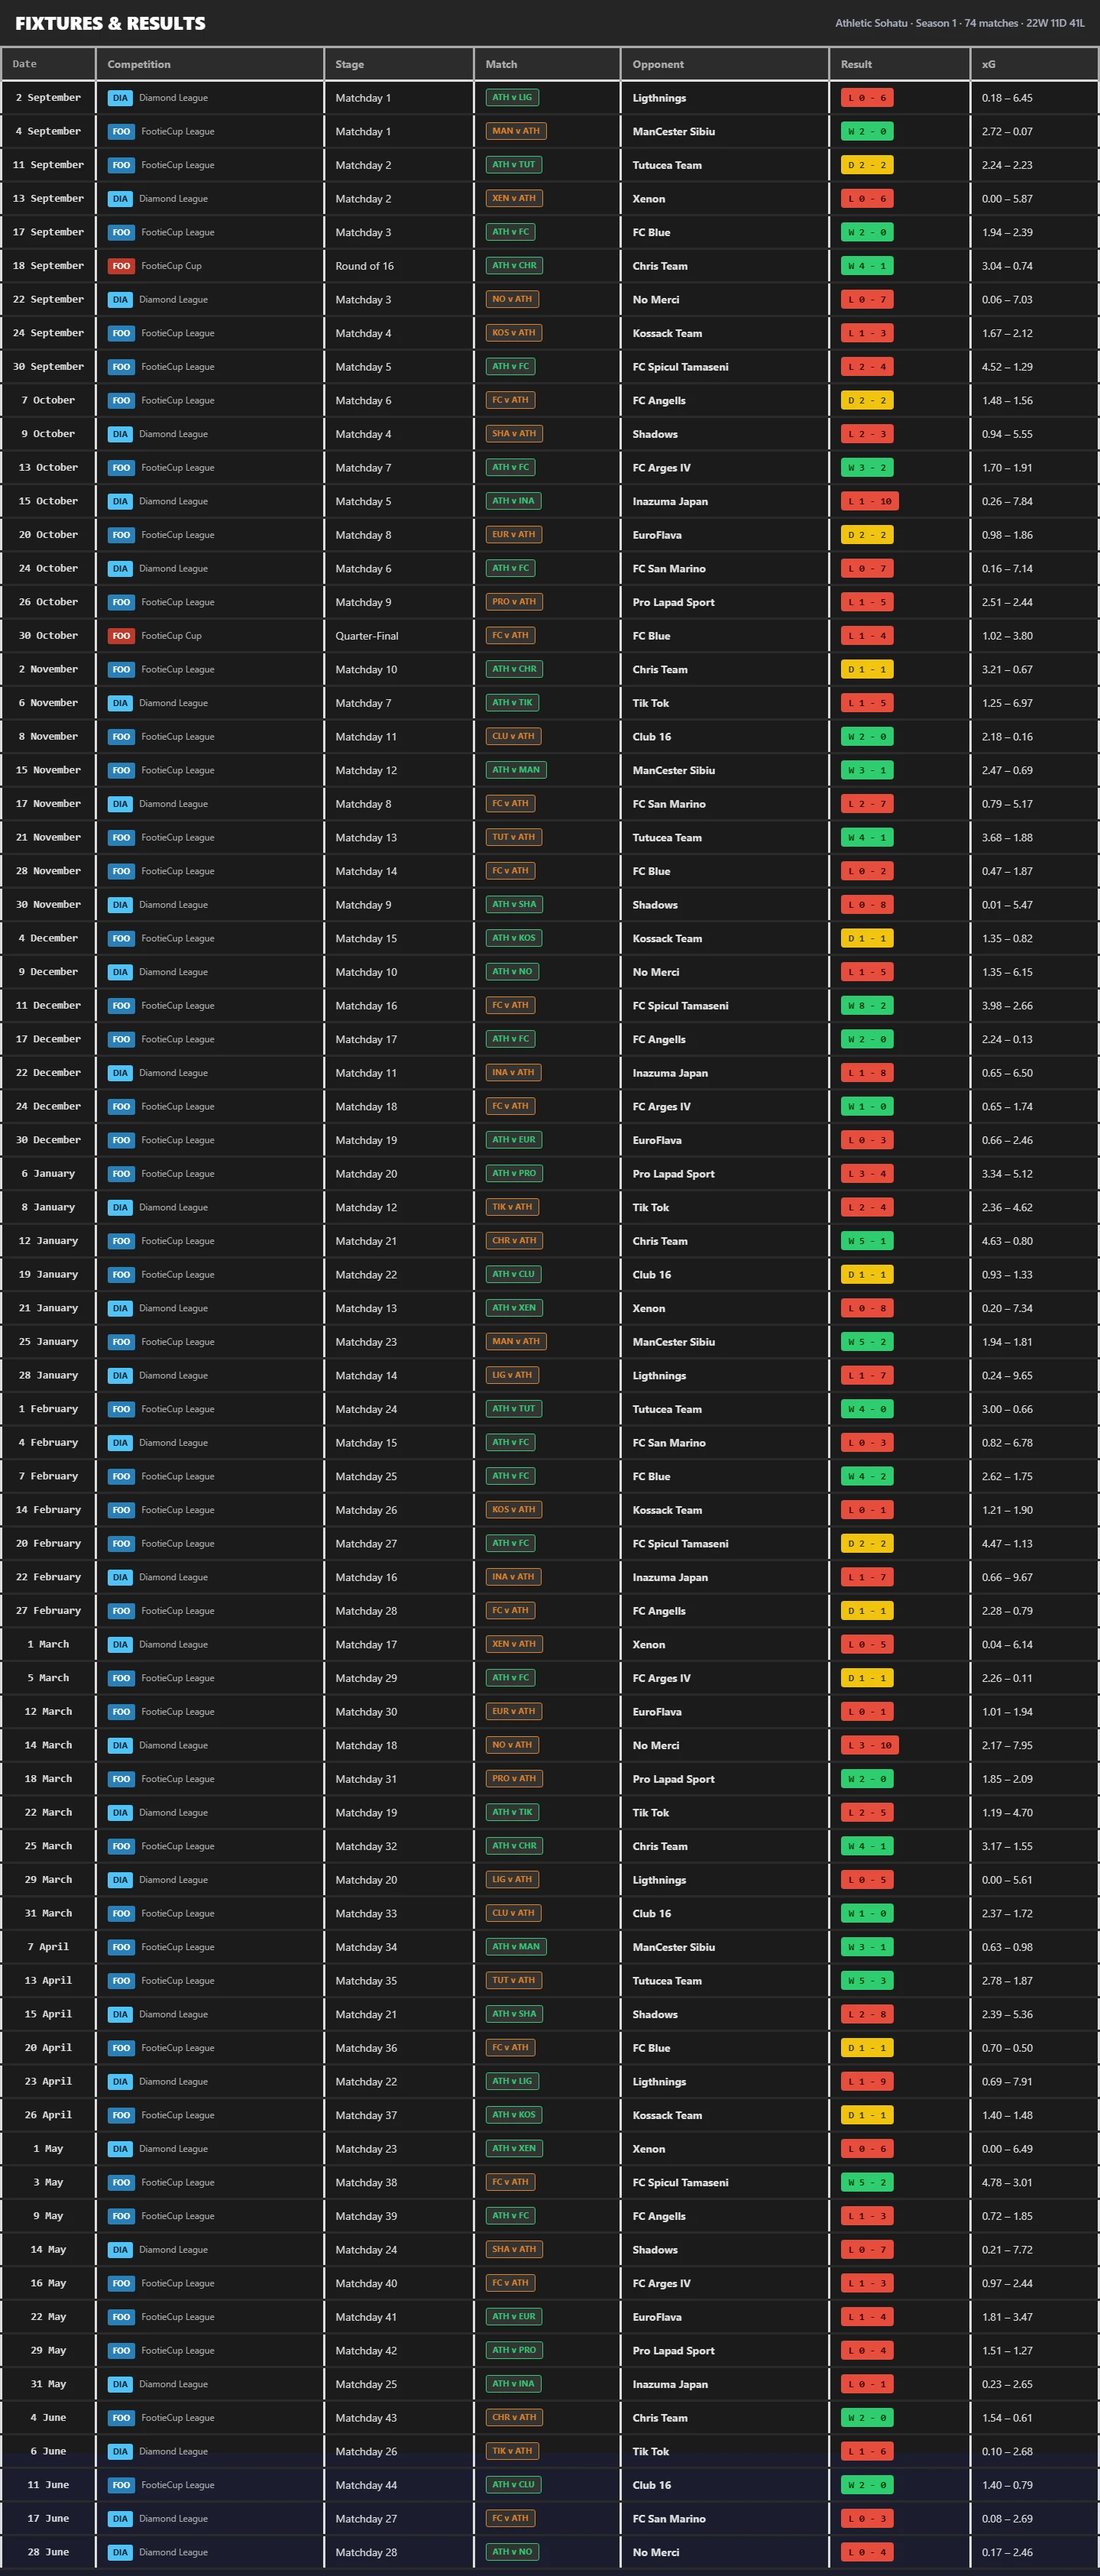 FIXTURES & RESULTS Athletic Sohatu · Season 1 · 74 matches · 22W 11D 41L
Date Competition Stage Match Opponent Result xG
2 September DIA Diamond League Matchday 1 ATH v LIG Ligthnings L 0 - 6 0.18 – 6.45
4 September FOO FootieCup League Matchday 1 MAN v ATH ManCester Sibiu W 2 - 0 2.72 – 0.07
11 September FOO FootieCup League Matchday 2 ATH v TUT Tutucea Team D 2 - 2 2.24 – 2.23
13 September DIA Diamond League Matchday 2 XEN v ATH Xenon L 0 - 6 0.00 – 5.87
17 September FOO FootieCup League Matchday 3 ATH v FC FC Blue W 2 - 0 1.94 – 2.39
18 September FOO FootieCup Cup Round of 16 ATH v CHR Chris Team W 4 - 1 3.04 – 0.74
22 September DIA Diamond League Matchday 3 NO v ATH No Merci L 0 - 7 0.06 – 7.03
24 September FOO FootieCup League Matchday 4 KOS v ATH Kossack Team L 1 - 3 1.67 – 2.12
30 September FOO FootieCup League Matchday 5 ATH v FC FC Spicul Tamaseni L 2 - 4 4.52 – 1.29
7 October FOO FootieCup League Matchday 6 FC v ATH FC Angells D 2 - 2 1.48 – 1.56
9 October DIA Diamond League Matchday 4 SHA v ATH Shadows L 2 - 3 0.94 – 5.55
13 October FOO FootieCup League Matchday 7 ATH v FC FC Arges IV W 3 - 2 1.70 – 1.91
15 October DIA Diamond League Matchday 5 ATH v INA Inazuma Japan L 1 - 10 0.26 – 7.84
20 October FOO FootieCup League Matchday 8 EUR v ATH EuroFlava D 2 - 2 0.98 – 1.86
24 October DIA Diamond League Matchday 6 ATH v FC FC San Marino L 0 - 7 0.16 – 7.14
26 October FOO FootieCup League Matchday 9 PRO v ATH Pro Lapad Sport L 1 - 5 2.51 – 2.44
30 October FOO FootieCup Cup Quarter-Final FC v ATH FC Blue L 1 - 4 1.02 – 3.80
2 November FOO FootieCup League Matchday 10 ATH v CHR Chris Team D 1 - 1 3.21 – 0.67
6 November DIA Diamond League Matchday 7 ATH v TIK Tik Tok L 1 - 5 1.25 – 6.97
8 November FOO FootieCup League Matchday 11 CLU v ATH Club 16 W 2 - 0 2.18 – 0.16
15 November FOO FootieCup League Matchday 12 ATH v MAN ManCester Sibiu W 3 - 1 2.47 – 0.69
17 November DIA Diamond League Matchday 8 FC v ATH FC San Marino L 2 - 7 0.79 – 5.17
21 November FOO FootieCup League Matchday 13 TUT v ATH Tutucea Team W 4 - 1 3.68 – 1.88
28 November FOO FootieCup League Matchday 14 FC v ATH FC Blue L 0 - 2 0.47 – 1.87
30 November DIA Diamond League Matchday 9 ATH v SHA Shadows L 0 - 8 0.01 – 5.47
4 December FOO FootieCup League Matchday 15 ATH v KOS Kossack Team D 1 - 1 1.35 – 0.82
9 December DIA Diamond League Matchday 10 ATH v NO No Merci L 1 - 5 1.35 – 6.15
11 December FOO FootieCup League Matchday 16 FC v ATH FC Spicul Tamaseni W 8 - 2 3.98 – 2.66
17 December FOO FootieCup League Matchday 17 ATH v FC FC Angells W 2 - 0 2.24 – 0.13
22 December DIA Diamond League Matchday 11 INA v ATH Inazuma Japan L 1 - 8 0.65 – 6.50
24 December FOO FootieCup League Matchday 18 FC v ATH FC Arges IV W 1 - 0 0.65 – 1.74
30 December FOO FootieCup League Matchday 19 ATH v EUR EuroFlava L 0 - 3 0.66 – 2.46
6 January FOO FootieCup League Matchday 20 ATH v PRO Pro Lapad Sport L 3 - 4 3.34 – 5.12
8 January DIA Diamond League Matchday 12 TIK v ATH Tik Tok L 2 - 4 2.36 – 4.62
12 January FOO FootieCup League Matchday 21 CHR v ATH Chris Team W 5 - 1 4.63 – 0.80
19 January FOO FootieCup League Matchday 22 ATH v CLU Club 16 D 1 - 1 0.93 – 1.33
21 January DIA Diamond League Matchday 13 ATH v XEN Xenon L 0 - 8 0.20 – 7.34
25 January FOO FootieCup League Matchday 23 MAN v ATH ManCester Sibiu W 5 - 2 1.94 – 1.81
28 January DIA Diamond League Matchday 14 LIG v ATH Ligthnings L 1 - 7 0.24 – 9.65
1 February FOO FootieCup League Matchday 24 ATH v TUT Tutucea Team W 4 - 0 3.00 – 0.66
4 February DIA Diamond League Matchday 15 ATH v FC FC San Marino L 0 - 3 0.82 – 6.78
7 February FOO FootieCup League Matchday 25 ATH v FC FC Blue W 4 - 2 2.62 – 1.75
14 February FOO FootieCup League Matchday 26 KOS v ATH Kossack Team L 0 - 1 1.21 – 1.90
20 February FOO FootieCup League Matchday 27 ATH v FC FC Spicul Tamaseni D 2 - 2 4.47 – 1.13
22 February DIA Diamond League Matchday 16 INA v ATH Inazuma Japan L 1 - 7 0.66 – 9.67
27 February FOO FootieCup League Matchday 28 FC v ATH FC Angells D 1 - 1 2.28 – 0.79
1 March DIA Diamond League Matchday 17 XEN v ATH Xenon L 0 - 5 0.04 – 6.14
5 March FOO FootieCup League Matchday 29 ATH v FC FC Arges IV D 1 - 1 2.26 – 0.11
12 March FOO FootieCup League Matchday 30 EUR v ATH EuroFlava L 0 - 1 1.01 – 1.94
14 March DIA Diamond League Matchday 18 NO v ATH No Merci L 3 - 10 2.17 – 7.95
18 March FOO FootieCup League Matchday 31 PRO v ATH Pro Lapad Sport W 2 - 0 1.85 – 2.09
22 March DIA Diamond League Matchday 19 ATH v TIK Tik Tok L 2 - 5 1.19 – 4.70
25 March FOO FootieCup League Matchday 32 ATH v CHR Chris Team W 4 - 1 3.17 – 1.55
29 March DIA Diamond League Matchday 20 LIG v ATH Ligthnings L 0 - 5 0.00 – 5.61
31 March FOO FootieCup League Matchday 33 CLU v ATH Club 16 W 1 - 0 2.37 – 1.72
7 April FOO FootieCup League Matchday 34 ATH v MAN ManCester Sibiu W 3 - 1 0.63 – 0.98
13 April FOO FootieCup League Matchday 35 TUT v ATH Tutucea Team W 5 - 3 2.78 – 1.87
15 April DIA Diamond League Matchday 21 ATH v SHA Shadows L 2 - 8 2.39 – 5.36
20 April FOO FootieCup League Matchday 36 FC v ATH FC Blue D 1 - 1 0.70 – 0.50
23 April DIA Diamond League Matchday 22 ATH v LIG Ligthnings L 1 - 9 0.69 – 7.91
26 April FOO FootieCup League Matchday 37 ATH v KOS Kossack Team D 1 - 1 1.40 – 1.48
1 May DIA Diamond League Matchday 23 ATH v XEN Xenon L 0 - 6 0.00 – 6.49
3 May FOO FootieCup League Matchday 38 FC v ATH FC Spicul Tamaseni W 5 - 2 4.78 – 3.01
9 May FOO FootieCup League Matchday 39 ATH v FC FC Angells L 1 - 3 0.72 – 1.85
14 May DIA Diamond League Matchday 24 SHA v ATH Shadows L 0 - 7 0.21 – 7.72
16 May FOO FootieCup League Matchday 40 FC v ATH FC Arges IV L 1 - 3 0.97 – 2.44
22 May FOO FootieCup League Matchday 41 ATH v EUR EuroFlava L 1 - 4 1.81 – 3.47
29 May FOO FootieCup League Matchday 42 ATH v PRO Pro Lapad Sport L 0 - 4 1.51 – 1.27
31 May DIA Diamond League Matchday 25 ATH v INA Inazuma Japan L 0 - 1 0.23 – 2.65
4 June FOO FootieCup League Matchday 43 CHR v ATH Chris Team W 2 - 0 1.54 – 0.61
6 June DIA Diamond League Matchday 26 TIK v ATH Tik Tok L 1 - 6 0.10 – 2.68
11 June FOO FootieCup League Matchday 44 ATH v CLU Club 16 W 2 - 0 1.40 – 0.79
17 June DIA Diamond League Matchday 27 FC v ATH FC San Marino L 0 - 3 0.08 – 2.69
28 June DIA Diamond League Matchday 28 ATH v NO No Merci L 0 - 4 0.17 – 2.46